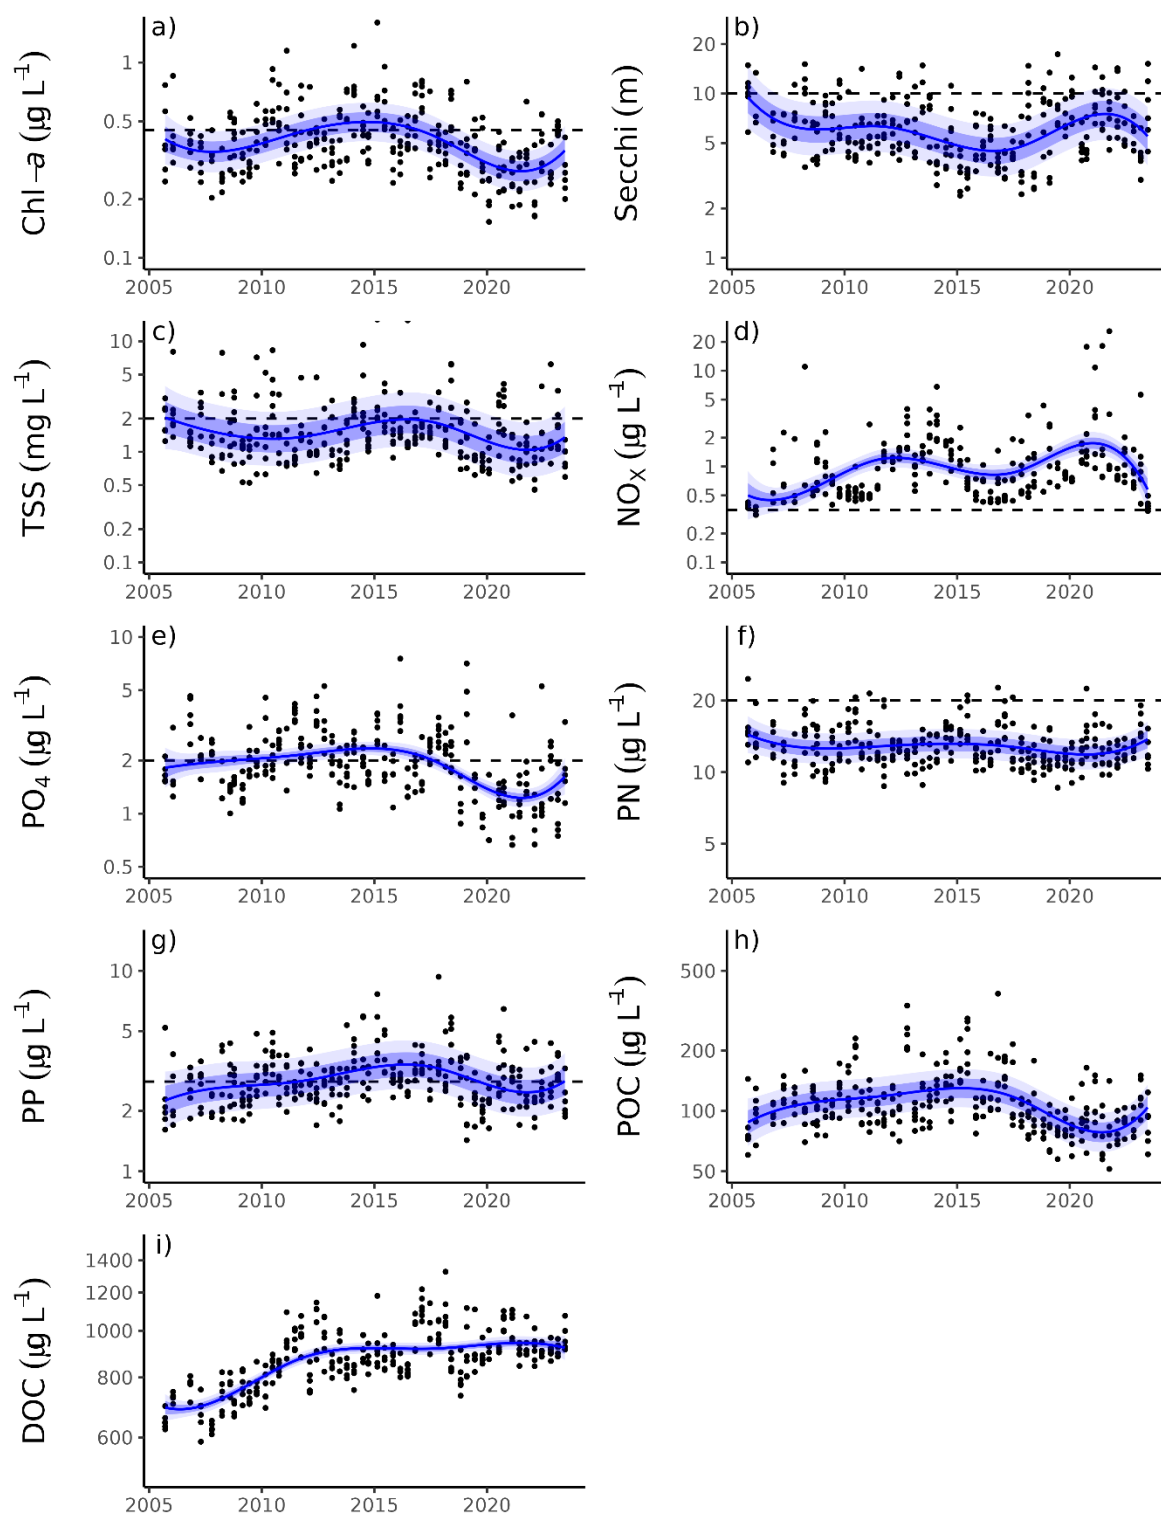 a)
Chl-a (µg L⁻¹)
1
0.5
0.2
0.1
2005 2010 2015 2020
b)
Secchi (m)
20
10
5
2
1
2005 2010 2015 2020
c)
TSS (mg L⁻¹)
10
5
2
1
0.5
0.2
0.1
2005 2010 2015 2020
d)
NOₓ (µg L⁻¹)
20
10
5
2
1
0.5
0.2
0.1
2005 2010 2015 2020
e)
PO₄ (µg L⁻¹)
10
5
2
1
0.5
2005 2010 2015 2020
f)
PN (µg L⁻¹)
20
10
5
2005 2010 2015 2020
g)
PP (µg L⁻¹)
10
5
2
1
2005 2010 2015 2020
h)
POC (µg L⁻¹)
500
200
100
50
2005 2010 2015 2020
i)
DOC (µg L⁻¹)
1400
1200
1000
800
600
2005 2010 2015 2020